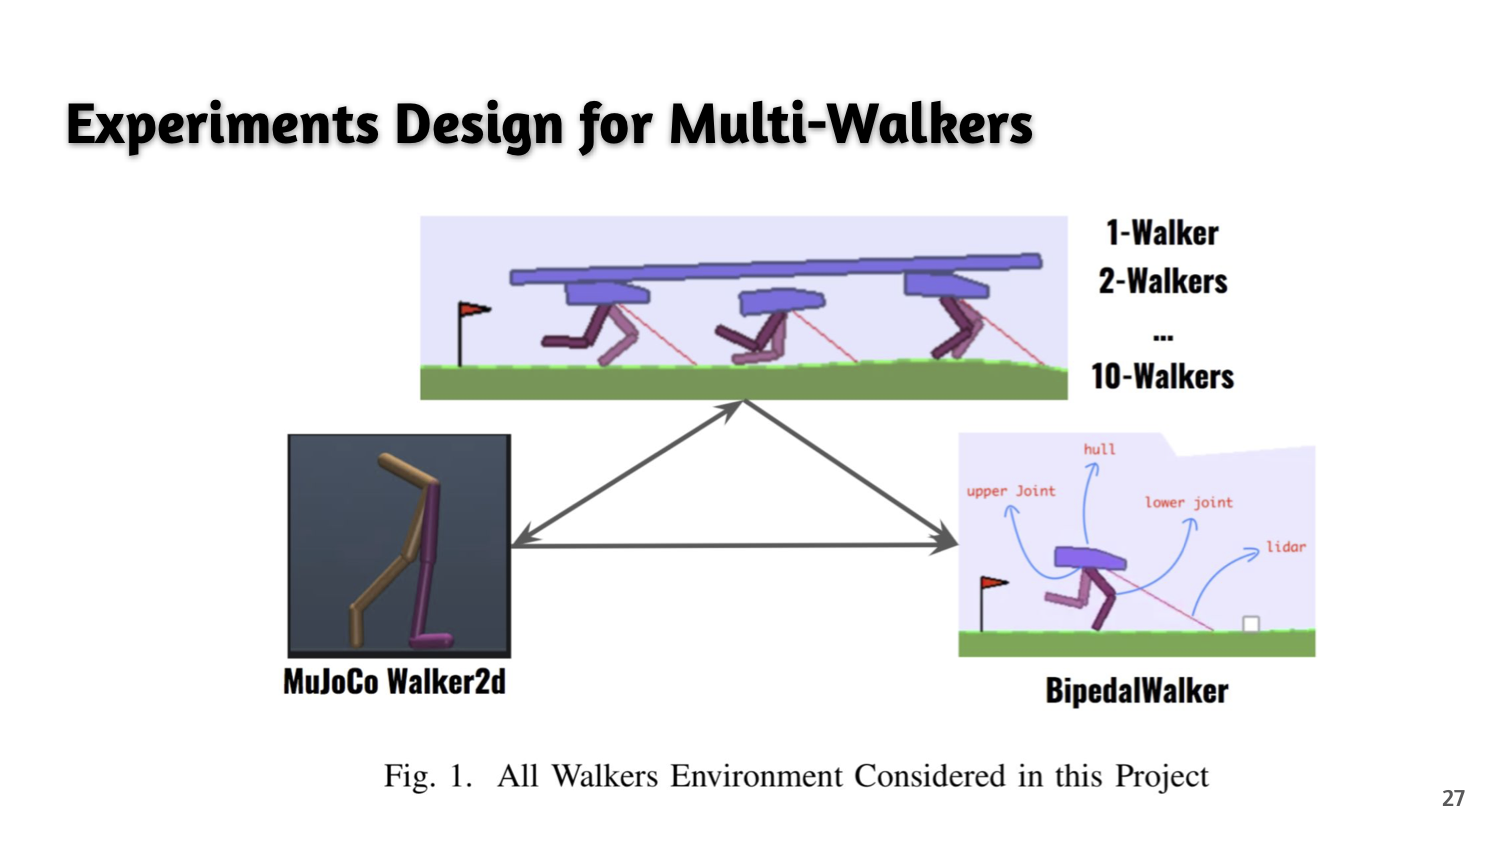 Experiments Design for Multi-Walkers
1-Walker
2-Walkers
...
10-Walkers
hull
upper Joint
lower joint
lidar
MuJoCo Walker2d
BipedalWalker
Fig. 1. All Walkers Environment Considered in this Project
27